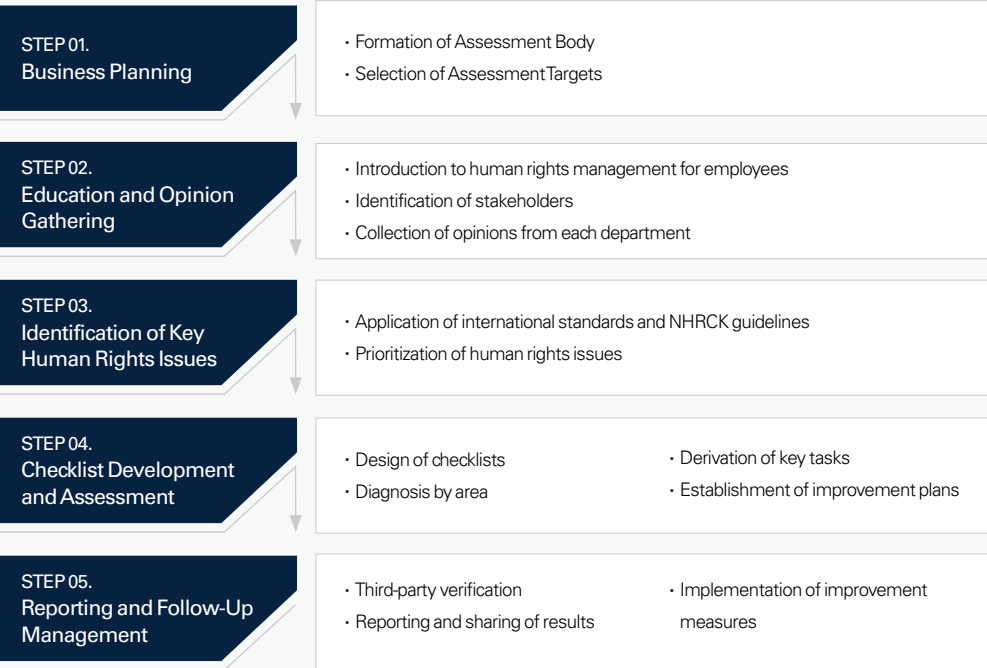 STEP 01.
Business Planning
· Formation of Assessment Body
· Selection of Assessment Targets
STEP 02.
Education and Opinion
Gathering
· Introduction to human rights management for employees
· Identification of stakeholders
· Collection of opinions from each department
STEP 03.
Identification of Key
Human Rights Issues
· Application of international standards and NHRCK guidelines
· Prioritization of human rights issues
STEP 04.
Checklist Development
and Assessment
· Design of checklists
· Diagnosis by area
· Derivation of key tasks
· Establishment of improvement plans
STEP 05.
Reporting and Follow-Up
Management
· Third-party verification
· Reporting and sharing of results
· Implementation of improvement
measures